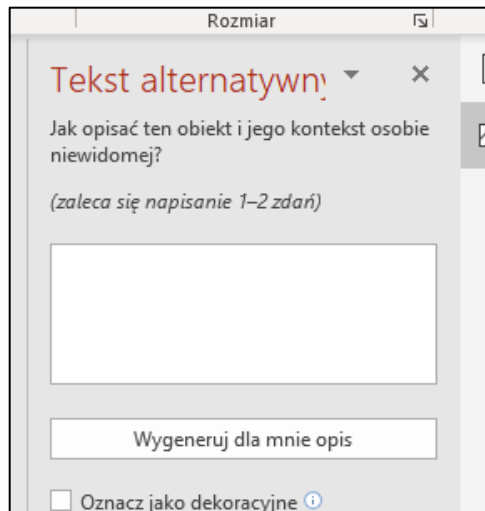 Rozmiar
Tekst alternatywny
Jak opisać ten obiekt i jego kontekst osobie
niewidomej?
(zaleca się napisanie 1–2 zdań)
Wygeneruj dla mnie opis
Oznacz jako dekoracyjne